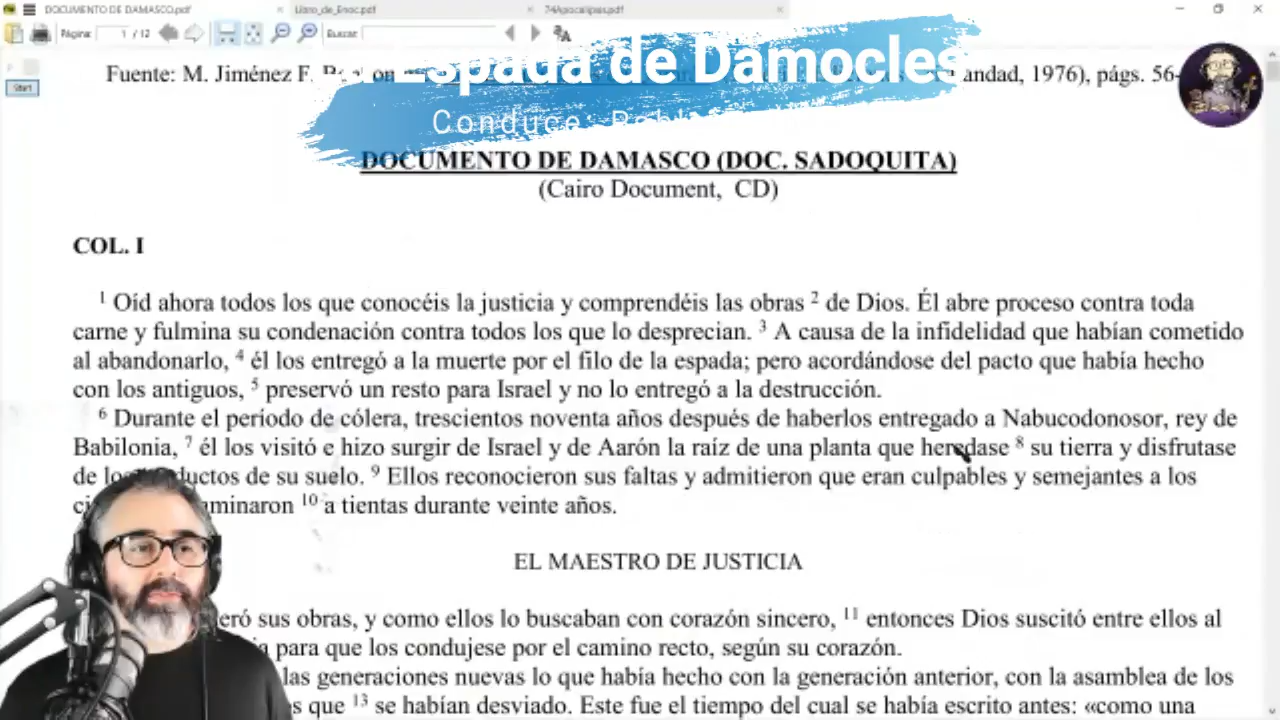 DOCUMENTO DE DAMASCO.pdf
Libro_de_Enoc.pdf
74Apocalipsis.pdf
Página:
1 / 12
Buscar:
Start
Espada de Damocles
Conduce:
Fuente: M. Jiménez F. 1976), págs. 56-
DOCUMENTO DE DAMASCO (DOC. SADOQUITA)
(Cairo Document, CD)
COL. I
1 Oíd ahora todos los que conocéis la justicia y comprendéis las obras 2 de Dios. Él abre proceso contra toda
carne y fulmina su condenación contra todos los que lo desprecian. 3 A causa de la infidelidad que habían cometido
al abandonarlo, 4 él los entregó a la muerte por el filo de la espada; pero acordándose del pacto que había hecho
con los antiguos, 5 preservó un resto para Israel y no lo entregó a la destrucción.
6 Durante el período de cólera, trescientos noventa años después de haberlos entregado a Nabucodonosor, rey de
Babilonia, 7 él los visitó e hizo surgir de Israel y de Aarón la raíz de una planta que heredase 8 su tierra y disfrutase
de los ductos de su suelo. 9 Ellos reconocieron sus faltas y admitieron que eran culpables y semejantes a los
ci aminaron 10 a tientas durante veinte años.
EL MAESTRO DE JUSTICIA
eró sus obras, y como ellos lo buscaban con corazón sincero, 11 entonces Dios suscitó entre ellos al
a para que los condujese por el camino recto, según su corazón.
las generaciones nuevas lo que había hecho con la generación anterior, con la asamblea de los
s que 13 se habían desviado. Este fue el tiempo del cual se había escrito antes: «como una